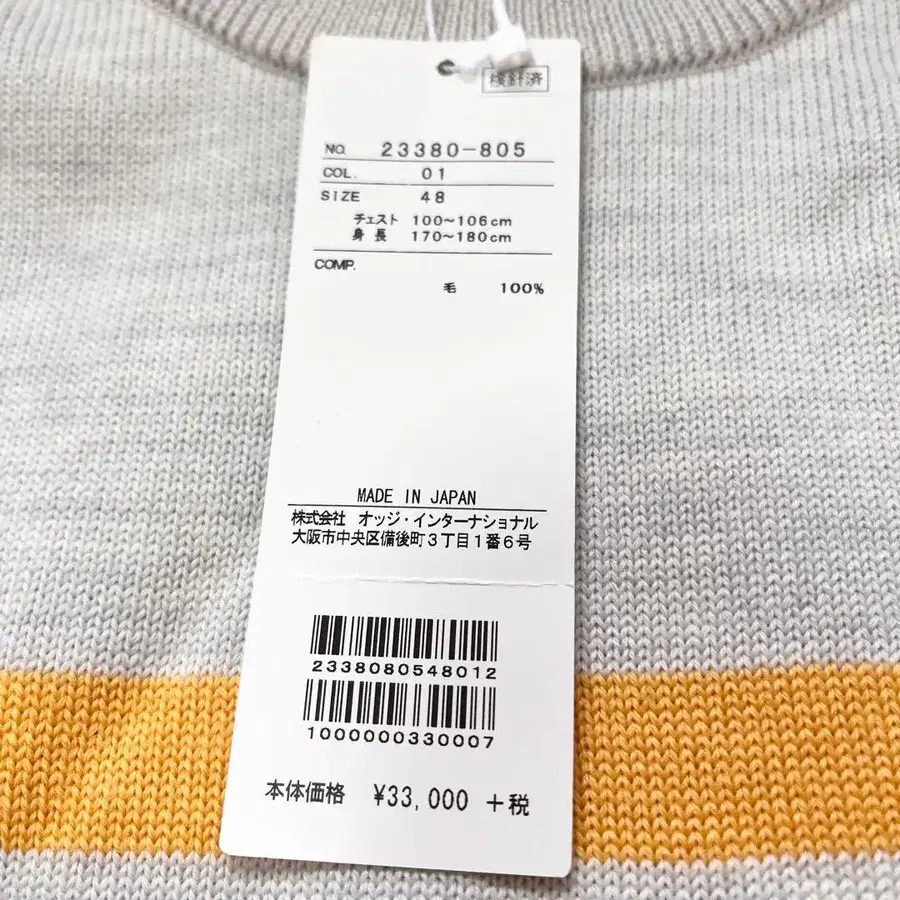 検針済
NO. 23380-805
COL. 01
SIZE 48
チェスト 100～106cm
身長 170～180cm
COMP.
毛 100%
MADE IN JAPAN
株式会社 オッジ・インターナショナル
大阪市中央区備後町3丁目1番6号
2338080548012
1000000330007
本体価格 ¥33,000 +税